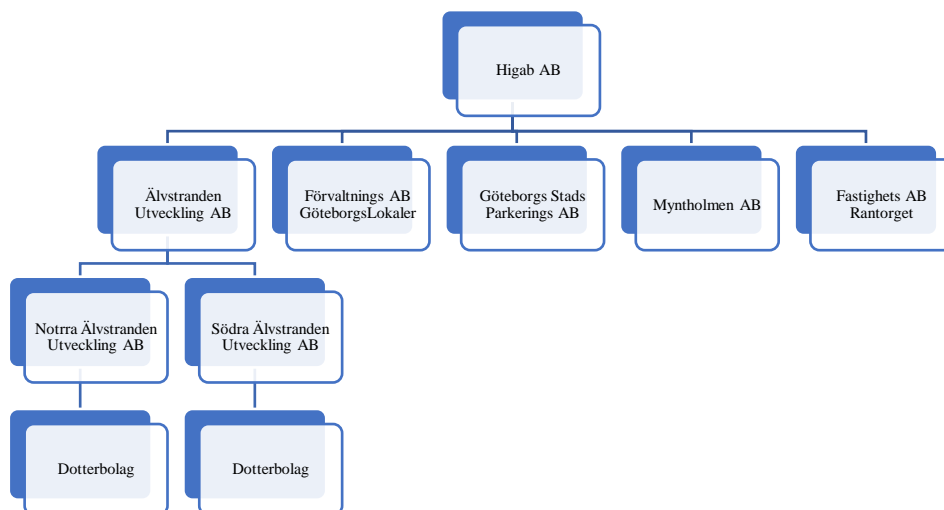 Higab AB
Älvstranden
Utveckling AB
Förvaltnings AB
GöteborgsLokaler
Göteborgs Stads
Parkerings AB
Myntholmen AB
Fastighets AB
Rantorget
Notrra Älvstranden
Utveckling AB
Södra Älvstranden
Utveckling AB
Dotterbolag
Dotterbolag